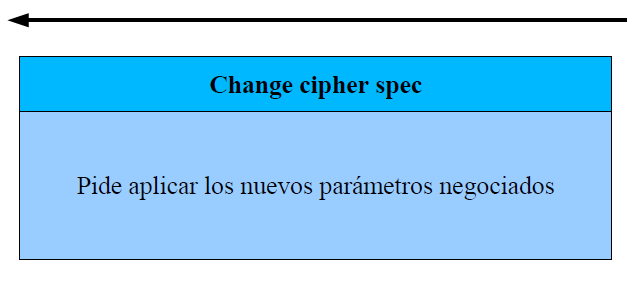 Change cipher spec
Pide aplicar los nuevos parámetros negociados